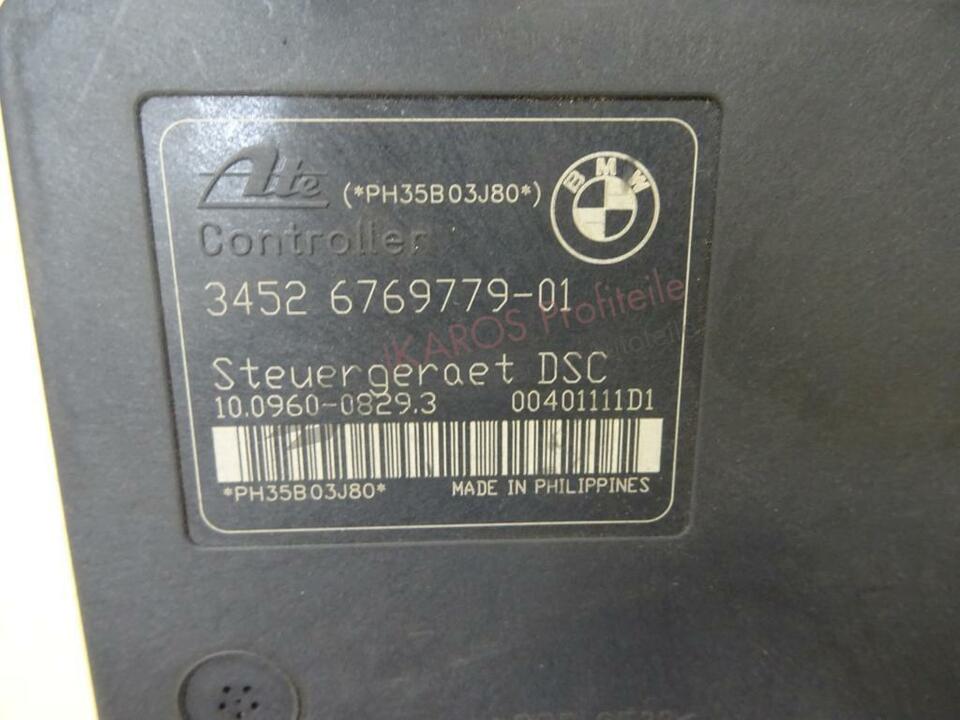 Ate (*PH35B03J80*) BMW
Controller
3452 6769779-01
iKAROS Profiteile
Steuergeraet DSC
10.0960-0829.3 00401111D1
*PH35B03J80* MADE IN PHILIPPINES